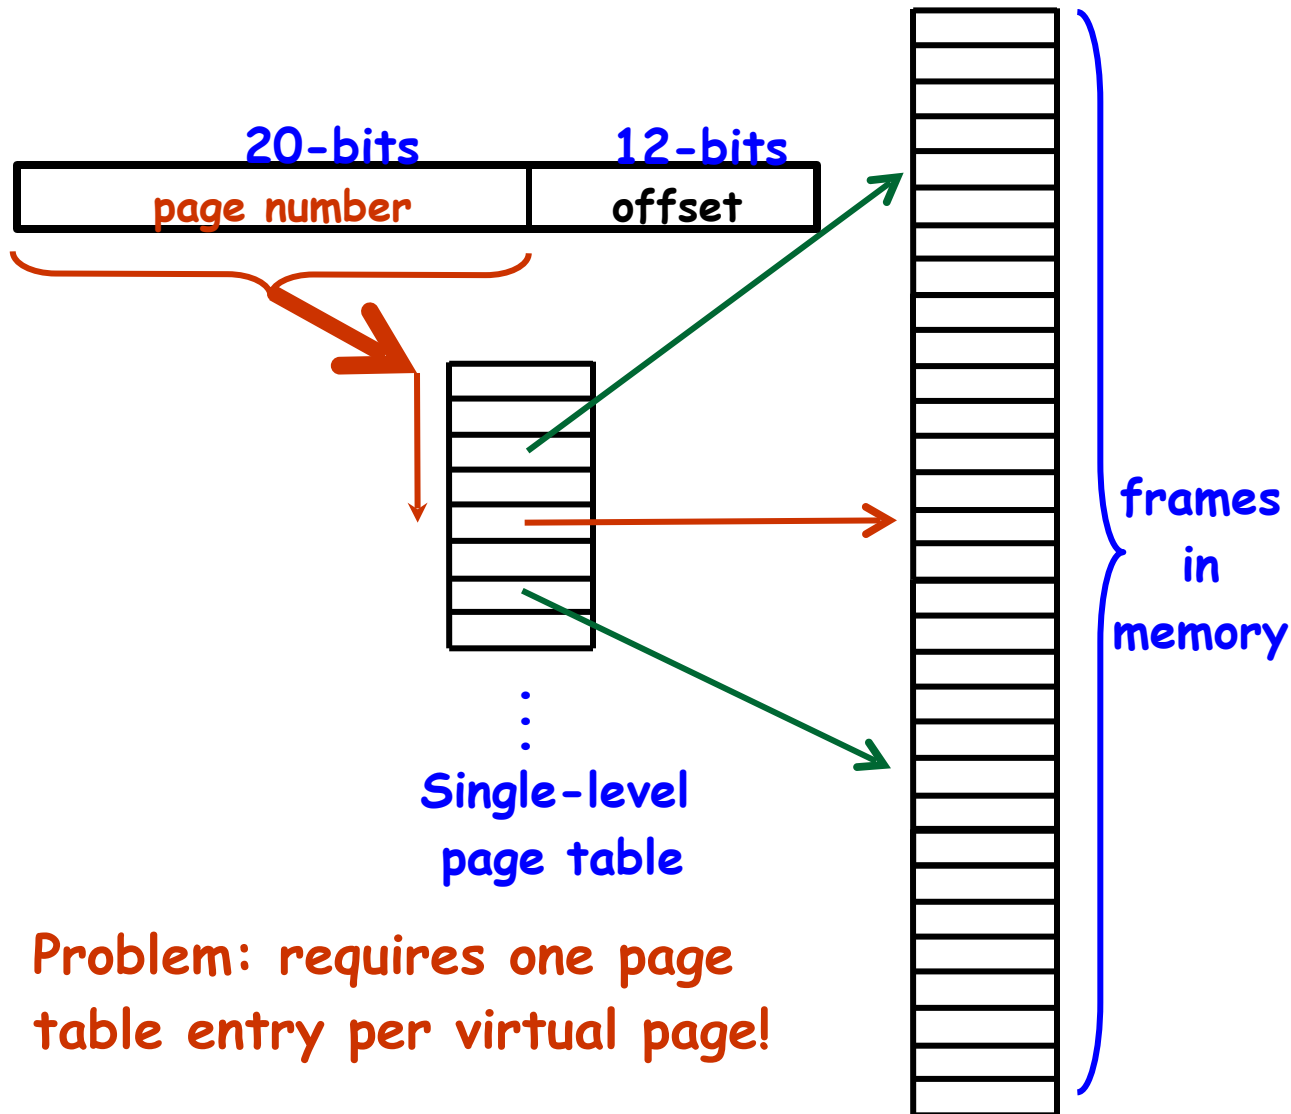 20-bits 12-bits
page number offset
frames
in
memory
Single-level
page table
Problem: requires one page
table entry per virtual page!